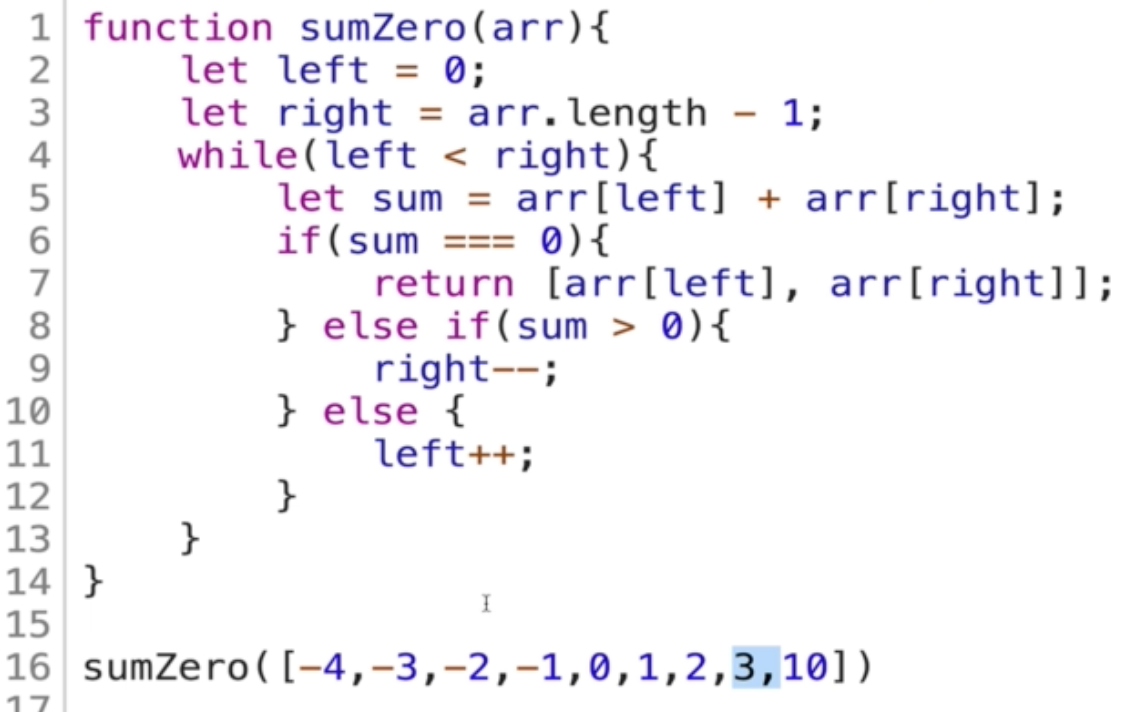 1 function sumZero(arr){
2     let left = 0;
3     let right = arr.length - 1;
4     while(left < right){
5         let sum = arr[left] + arr[right];
6         if(sum === 0){
7             return [arr[left], arr[right]];
8         } else if(sum > 0){
9             right--;
10         } else {
11             left++;
12         }
13     }
14 }
15
16 sumZero([-4,-3,-2,-1,0,1,2,3,10])
17